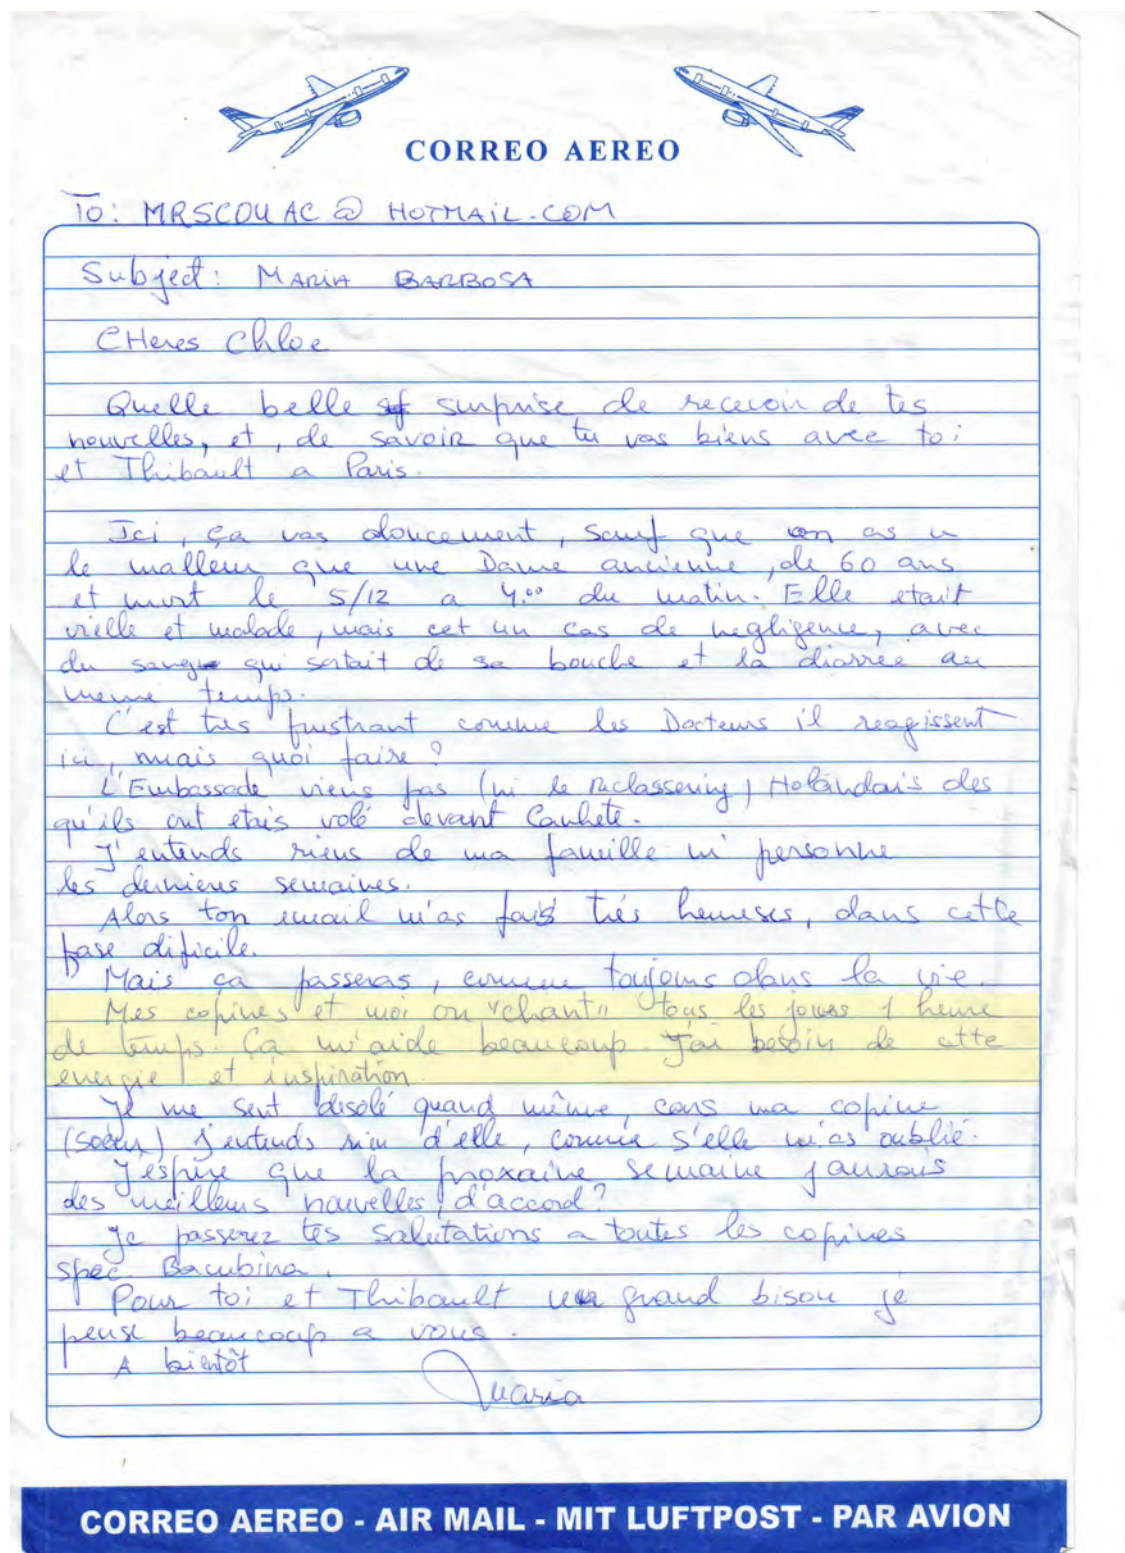 CORREO AEREO
To: MRSCOUAC@HOTMAIL.COM
Subject: MARIA BARBOSA
CHeres Chloe
Quelle belle surprise de recevoir de tes
nouvelles, et, de savoir que tu vas biens avec toi
et Thibault a Paris.
Ici, ça vas doucement, sauf que on as u
le malleur que une Dame ancienne, de 60 ans
et mort le 5/12 a 4.00 du matin. Elle etait
vielle et malade, mais cet un cas de negligence, avec
du sangue qui sortait de sa bouche et la diarrée au
meme temps.
C'est tres frustrant comme les Docteurs il reagissent
ici, mais quoi faire?
L'Embassade viens pas (ni le reclassering) Holandais des
qu'ils ont etais volé devant Cañete.
J'entends riens de ma famille ni personne
les dernieres semaines.
Alors ton email m'as fais trés heureses, dans cette
fase dificile.
Mais ça passeras, comme toujours dans la vie.
Mes copines et moi on "chant" tous les jours 1 heure
de temps. Ça m'aide beaucoup. J'ai besoin de cette
energie et inspiration.
Je me sent desolé quand même, cars ma copine
(soeur) j'entends rien d'elle, comme s'elle m'as oublié.
J'espere que la proxaine semaine j'aurais
des meilleurs nouvelles, d'accord?
Je passerez tes salutations a toutes les copines
spec. Bambina.
Pour toi et Thibault un grand bisou je
pense beaucoup a vous.
A bientôt
Maria
CORREO AEREO - AIR MAIL - MIT LUFTPOST - PAR AVION